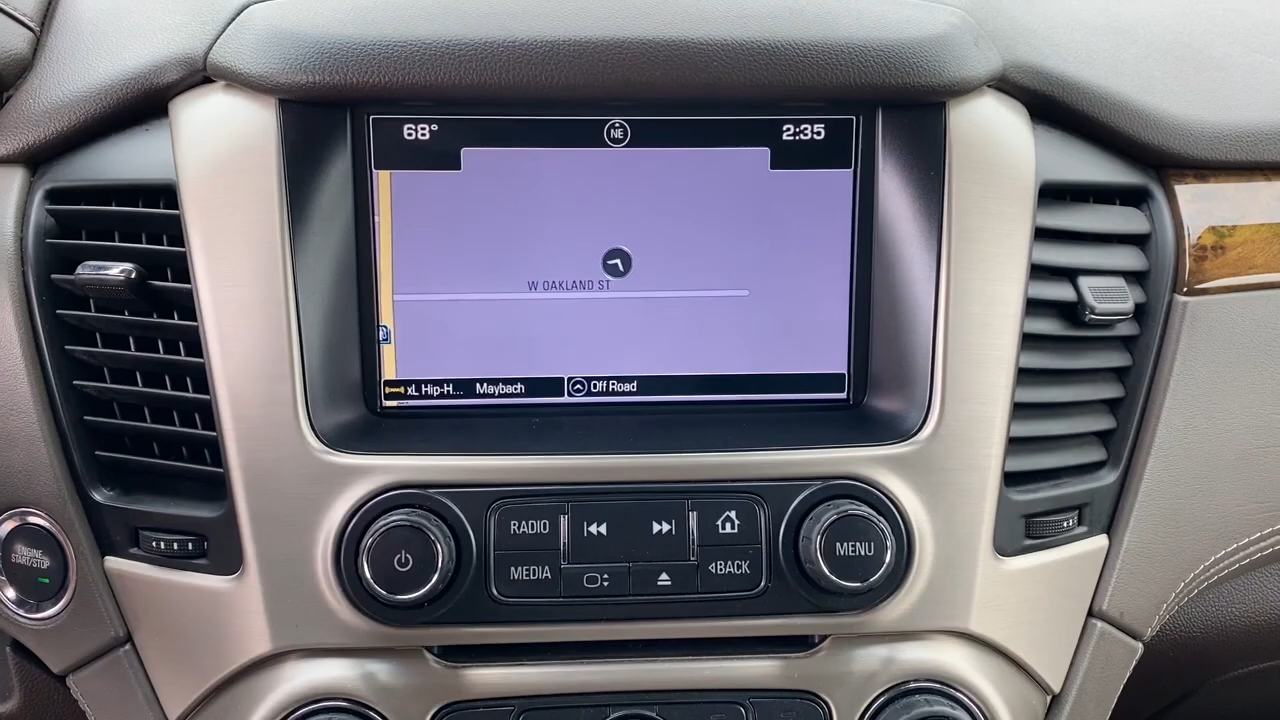 68°
NE
2:35
W OAKLAND ST
xL Hip-H... Maybach
Off Road
RADIO
MEDIA
BACK
MENU
ENGINE
START/STOP